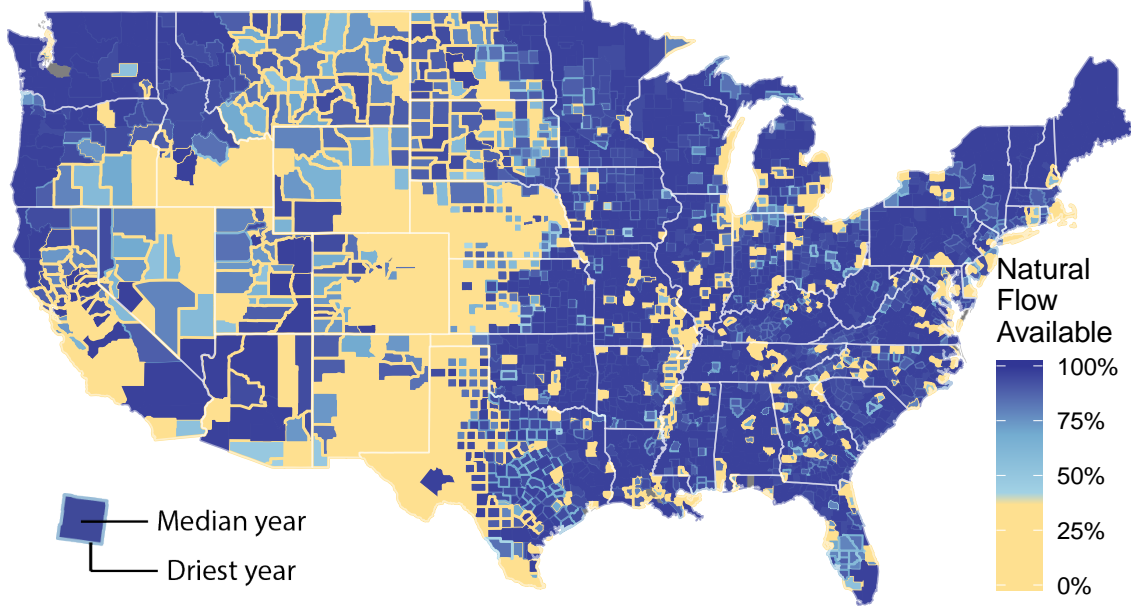 Natural
Flow
Available
100%
75%
50%
25%
0%
Median year
Driest year